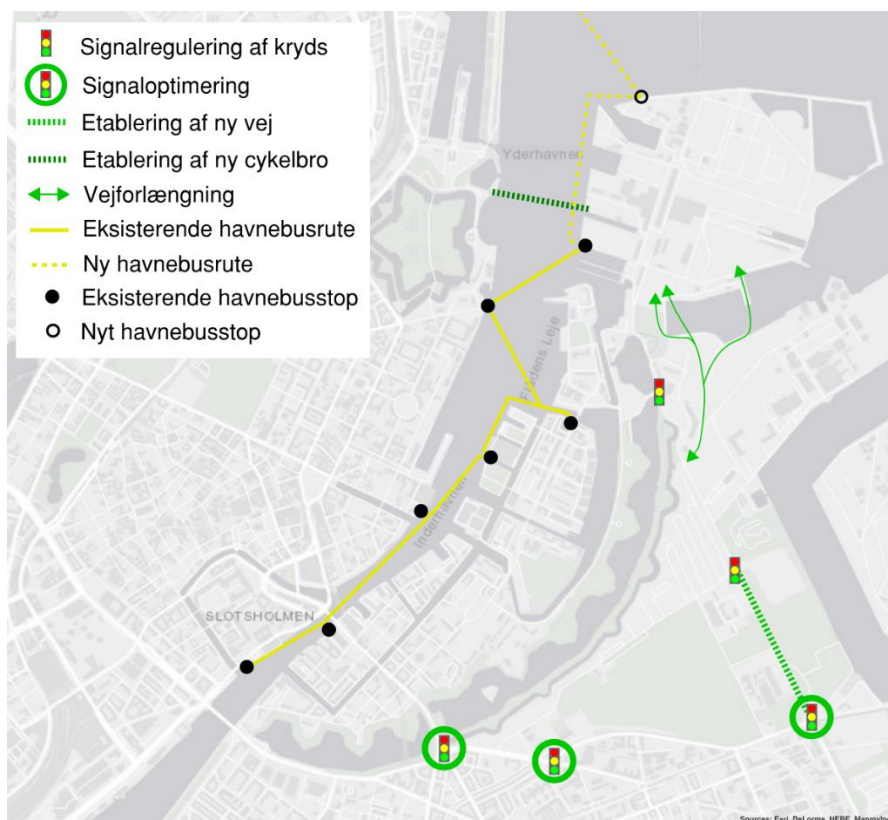 Signalregulering af kryds
Signaloptimering
Etablering af ny vej
Etablering af ny cykelbro
Vejforlængning
Eksisterende havnebusrute
Ny havnebusrute
Eksisterende havnebusstop
Nyt havnebusstop
Yderhavnen
Flådens Leje
Inderhavnen
SLOTSHOLMEN
Sources: Esri, DeLorme, HERE,